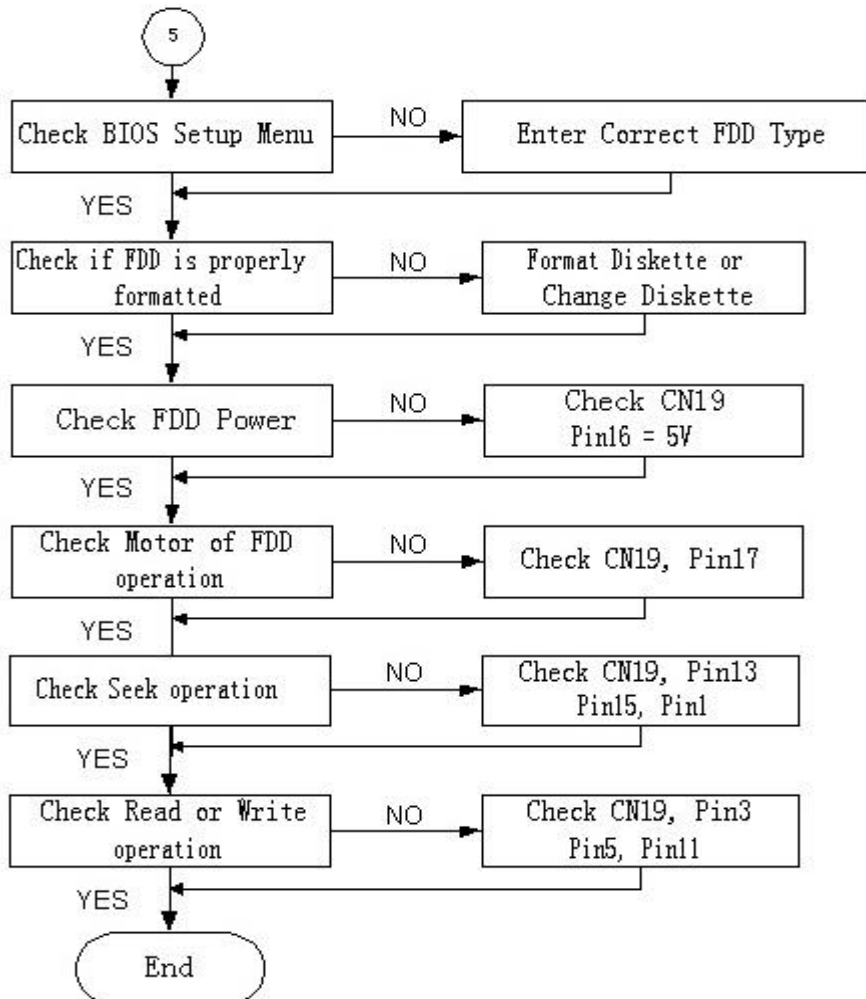 5
Check BIOS Setup Menu
NO
Enter Correct FDD Type
YES
Check if FDD is properly
formatted
NO
Format Diskette or
Change Diskette
YES
Check FDD Power
NO
Check CN19
Pin16 = 5V
YES
Check Motor of FDD
operation
NO
Check CN19, Pin17
YES
Check Seek operation
NO
Check CN19, Pin13
Pin15, Pin1
YES
Check Read or Write
operation
NO
Check CN19, Pin3
Pin5, Pin11
YES
End